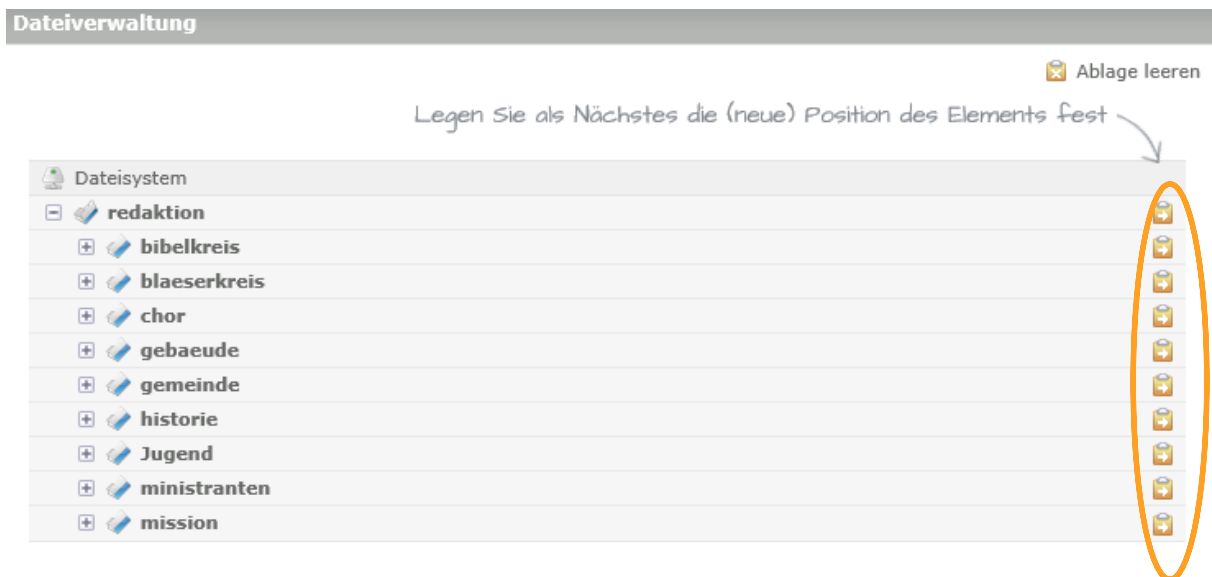 Dateiverwaltung
Ablage leeren
Legen Sie als Nächstes die (neue) Position des Elements fest
Dateisystem
redaktion
bibelkreis
blaeserkreis
chor
gebaeude
gemeinde
historie
Jugend
ministranten
mission